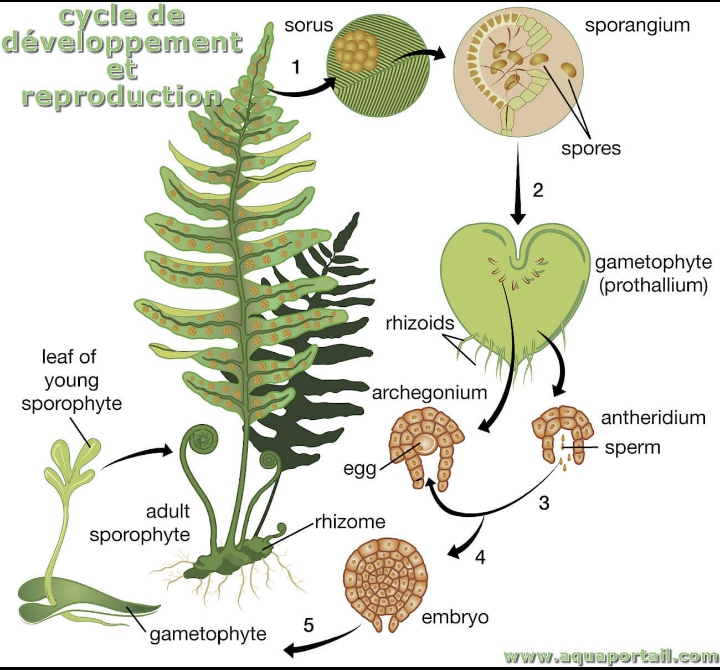 cycle de
développement
et
reproduction
sorus
sporangium
1
spores
2
gametophyte
(prothallium)
rhizoids
leaf of
young
sporophyte
archegonium
antheridium
sperm
egg
3
adult
sporophyte
rhizome
4
embryo
5
gametophyte
www.aquaportail.com